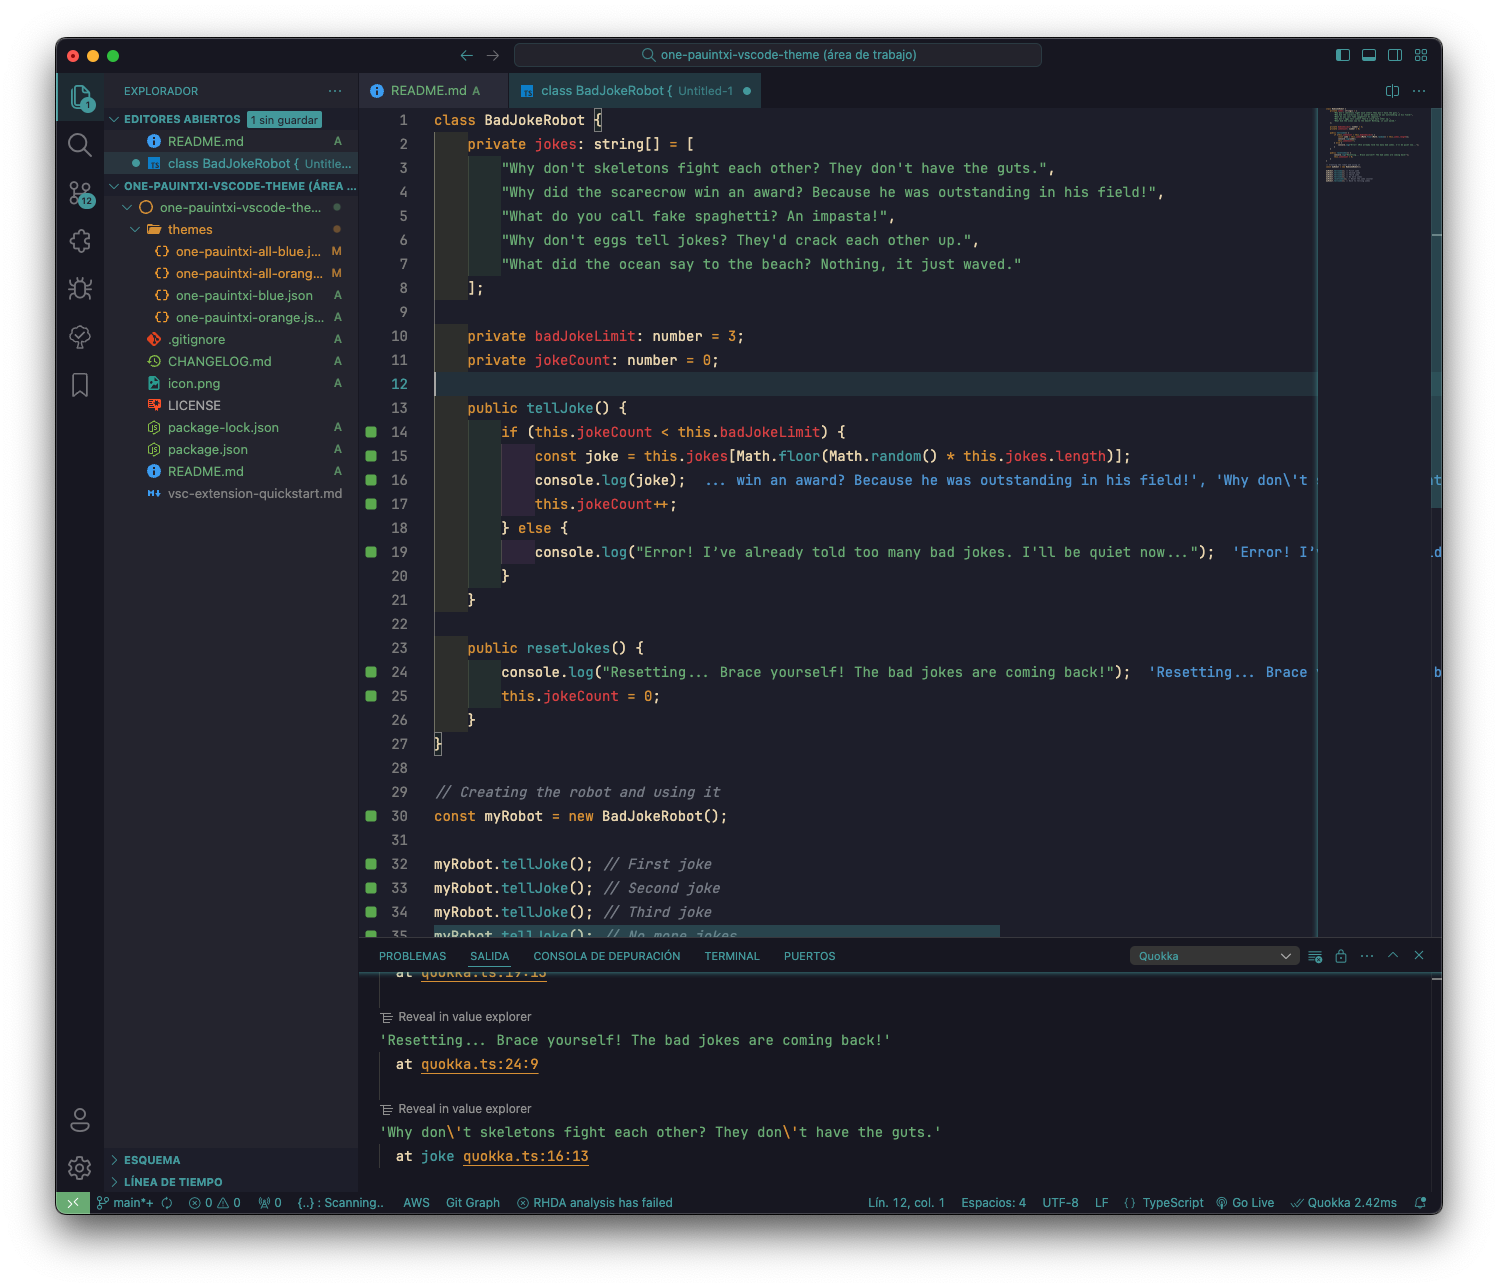 one-pauintxi-vscode-theme (área de trabajo)
EXPLORADOR
EDITORES ABIERTOS 1 sin guardar
README.md A
class BadJokeRobot { Untitle...
ONE-PAUINTXI-VSCODE-THEME (ÁREA ...
one-pauintxi-vscode-the...
themes
one-pauintxi-all-blue.j... M
one-pauintxi-all-orang... M
one-pauintxi-blue.json A
one-pauintxi-orange.js... A
.gitignore A
CHANGELOG.md A
icon.png A
LICENSE
package-lock.json A
package.json A
README.md A
vsc-extension-quickstart.md
ESQUEMA
LÍNEA DE TIEMPO
1
12
README.md A
class BadJokeRobot { Untitled-1
1 class BadJokeRobot {
2 private jokes: string[] = [
3 "Why don't skeletons fight each other? They don't have the guts.",
4 "Why did the scarecrow win an award? Because he was outstanding in his field!",
5 "What do you call fake spaghetti? An impasta!",
6 "Why don't eggs tell jokes? They'd crack each other up.",
7 "What did the ocean say to the beach? Nothing, it just waved."
8 ];
9
10 private badJokeLimit: number = 3;
11 private jokeCount: number = 0;
12
13 public tellJoke() {
14 if (this.jokeCount < this.badJokeLimit) {
15 const joke = this.jokes[Math.floor(Math.random() * this.jokes.length)];
16 console.log(joke); ... win an award? Because he was outstanding in his field!', 'Why don\'t
17 this.jokeCount++;
18 } else {
19 console.log("Error! I've already told too many bad jokes. I'll be quiet now..."); 'Error! I'
20 }
21 }
22
23 public resetJokes() {
24 console.log("Resetting... Brace yourself! The bad jokes are coming back!"); 'Resetting... Brace
25 this.jokeCount = 0;
26 }
27 }
28
29 // Creating the robot and using it
30 const myRobot = new BadJokeRobot();
31
32 myRobot.tellJoke(); // First joke
33 myRobot.tellJoke(); // Second joke
34 myRobot.tellJoke(); // Third joke
35 myRobot.tellJoke(); // No more jokes
PROBLEMAS SALIDA CONSOLA DE DEPURACIÓN TERMINAL PUERTOS Quokka
at quokka.ts:19:13
Reveal in value explorer
'Resetting... Brace yourself! The bad jokes are coming back!'
at quokka.ts:24:9
Reveal in value explorer
'Why don\'t skeletons fight each other? They don\'t have the guts.'
at joke quokka.ts:16:13
main*+ 0 0 0 {..} : Scanning.. AWS Git Graph RHDA analysis has failed Lín. 12, col. 1 Espacios: 4 UTF-8 LF { } TypeScript Go Live Quokka 2.42ms